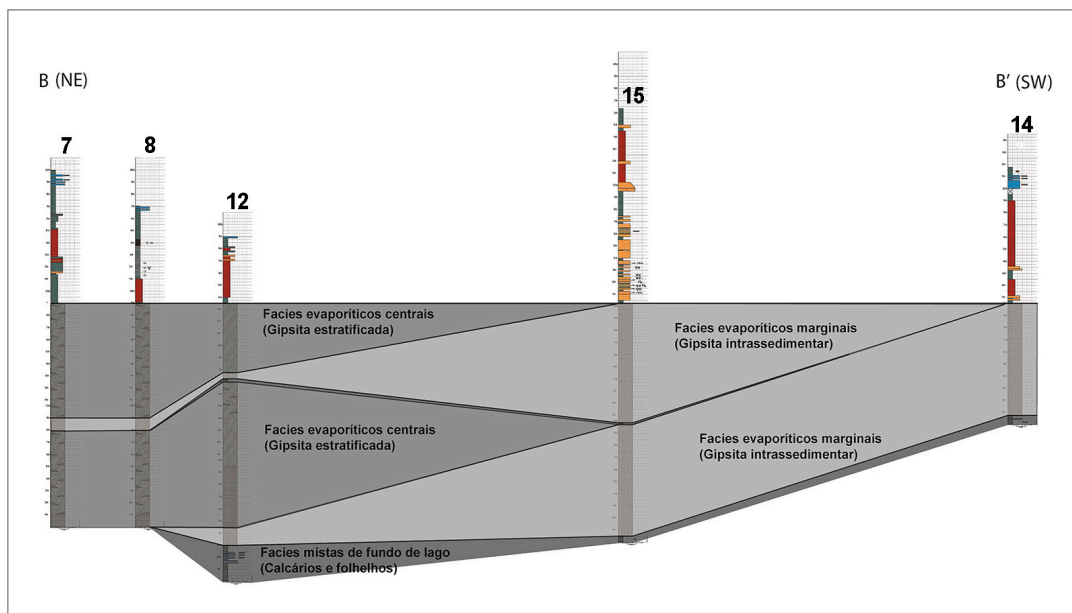 B (NE)
B' (SW)
7
8
12
15
14
Facies evaporíticos centrais
(Gipsita estratificada)
Facies evaporíticos marginais
(Gipsita intrassedimentar)
Facies evaporíticos centrais
(Gipsita estratificada)
Facies evaporíticos marginais
(Gipsita intrassedimentar)
Facies mistas de fundo de lago
(Calcários e folhelhos)